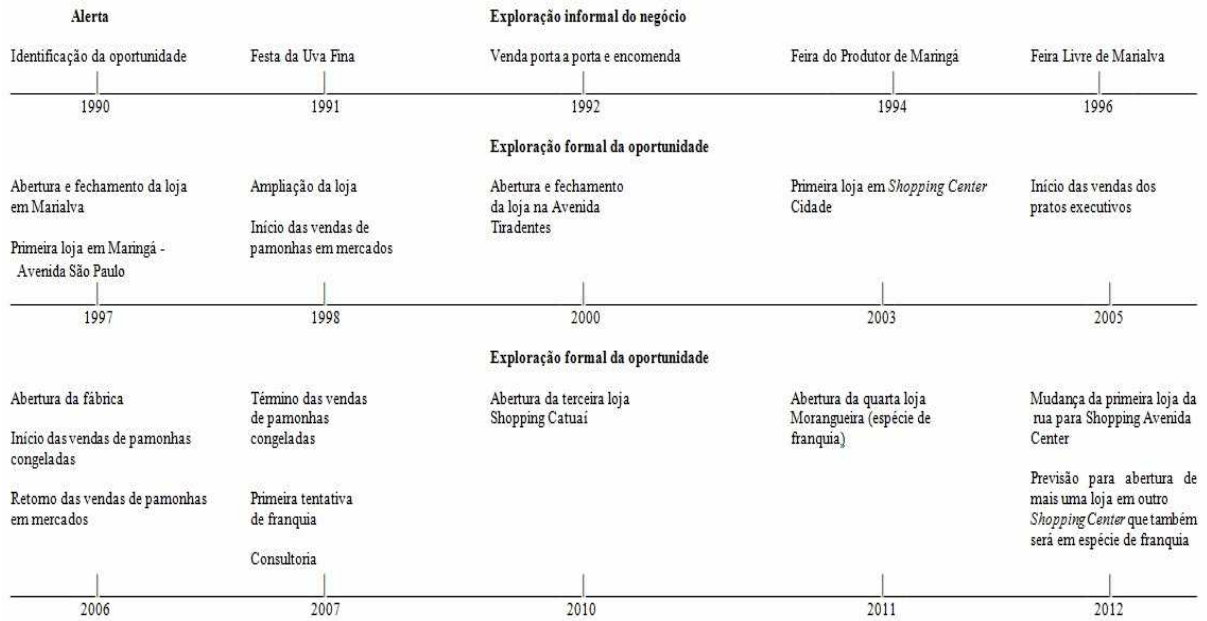 Alerta
Exploração informal do negócio
Identificação da oportunidade
Festa da Uva Fina
Venda porta a porta e encomenda
Feira do Produtor de Maringá
Feira Livre de Marialva
1990
1991
1992
1994
1996
Exploração formal da oportunidade
Abertura e fechamento da loja
em Marialva
Primeira loja em Maringá -
Avenida São Paulo
Ampliação da loja
Início das vendas de
pamonhas em mercados
Abertura e fechamento
da loja na Avenida
Tiradentes
Primeira loja em Shopping Center
Cidade
Início das vendas dos
pratos executivos
1997
1998
2000
2003
2005
Exploração formal da oportunidade
Abertura da fábrica
Início das vendas de pamonhas
congeladas
Retorno das vendas de pamonhas
em mercados
Término das vendas
de pamonhas
congeladas
Primeira tentativa
de franquia
Consultoria
Abertura da terceira loja
Shopping Catuaí
Abertura da quarta loja
Morangueira (espécie de
franquia)
Mudança da primeira loja da
rua para Shopping Avenida
Center
Previsão para abertura de
mais uma loja em outro
Shopping Center que também
será em espécie de franquia
2006
2007
2010
2011
2012